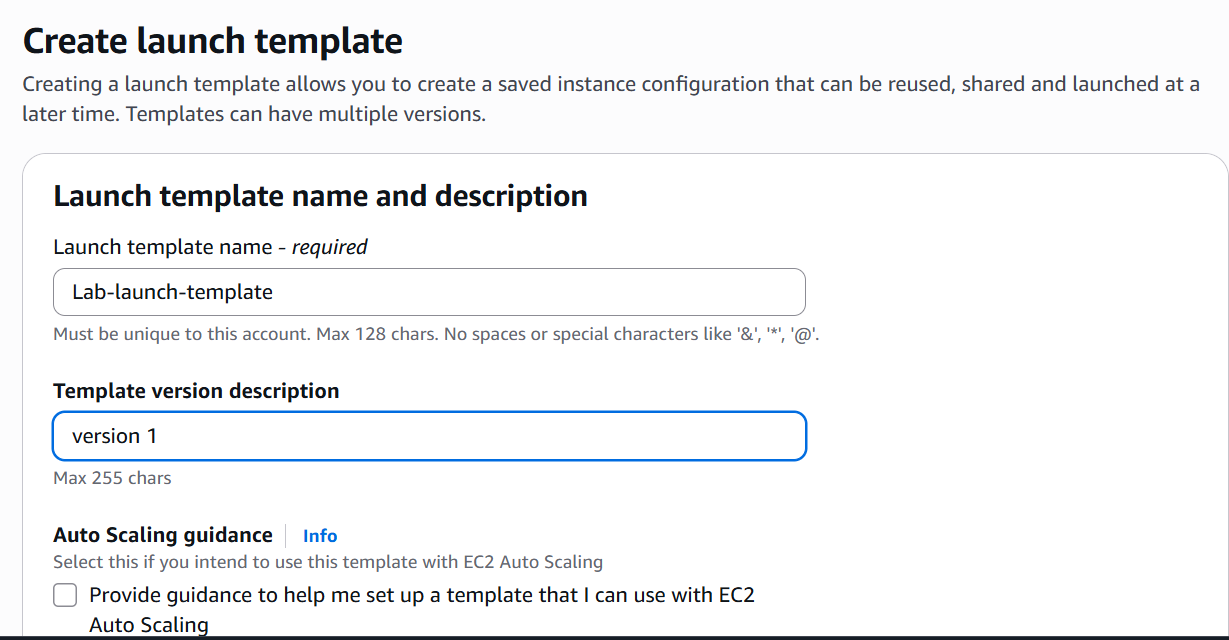 Create launch template
Creating a launch template allows you to create a saved instance configuration that can be reused, shared and launched at a
later time. Templates can have multiple versions.
Launch template name and description
Launch template name - required
Lab-launch-template
Must be unique to this account. Max 128 chars. No spaces or special characters like '&', '*', '@'.
Template version description
version 1
Max 255 chars
Auto Scaling guidance Info
Select this if you intend to use this template with EC2 Auto Scaling
Provide guidance to help me set up a template that I can use with EC2
Auto Scaling